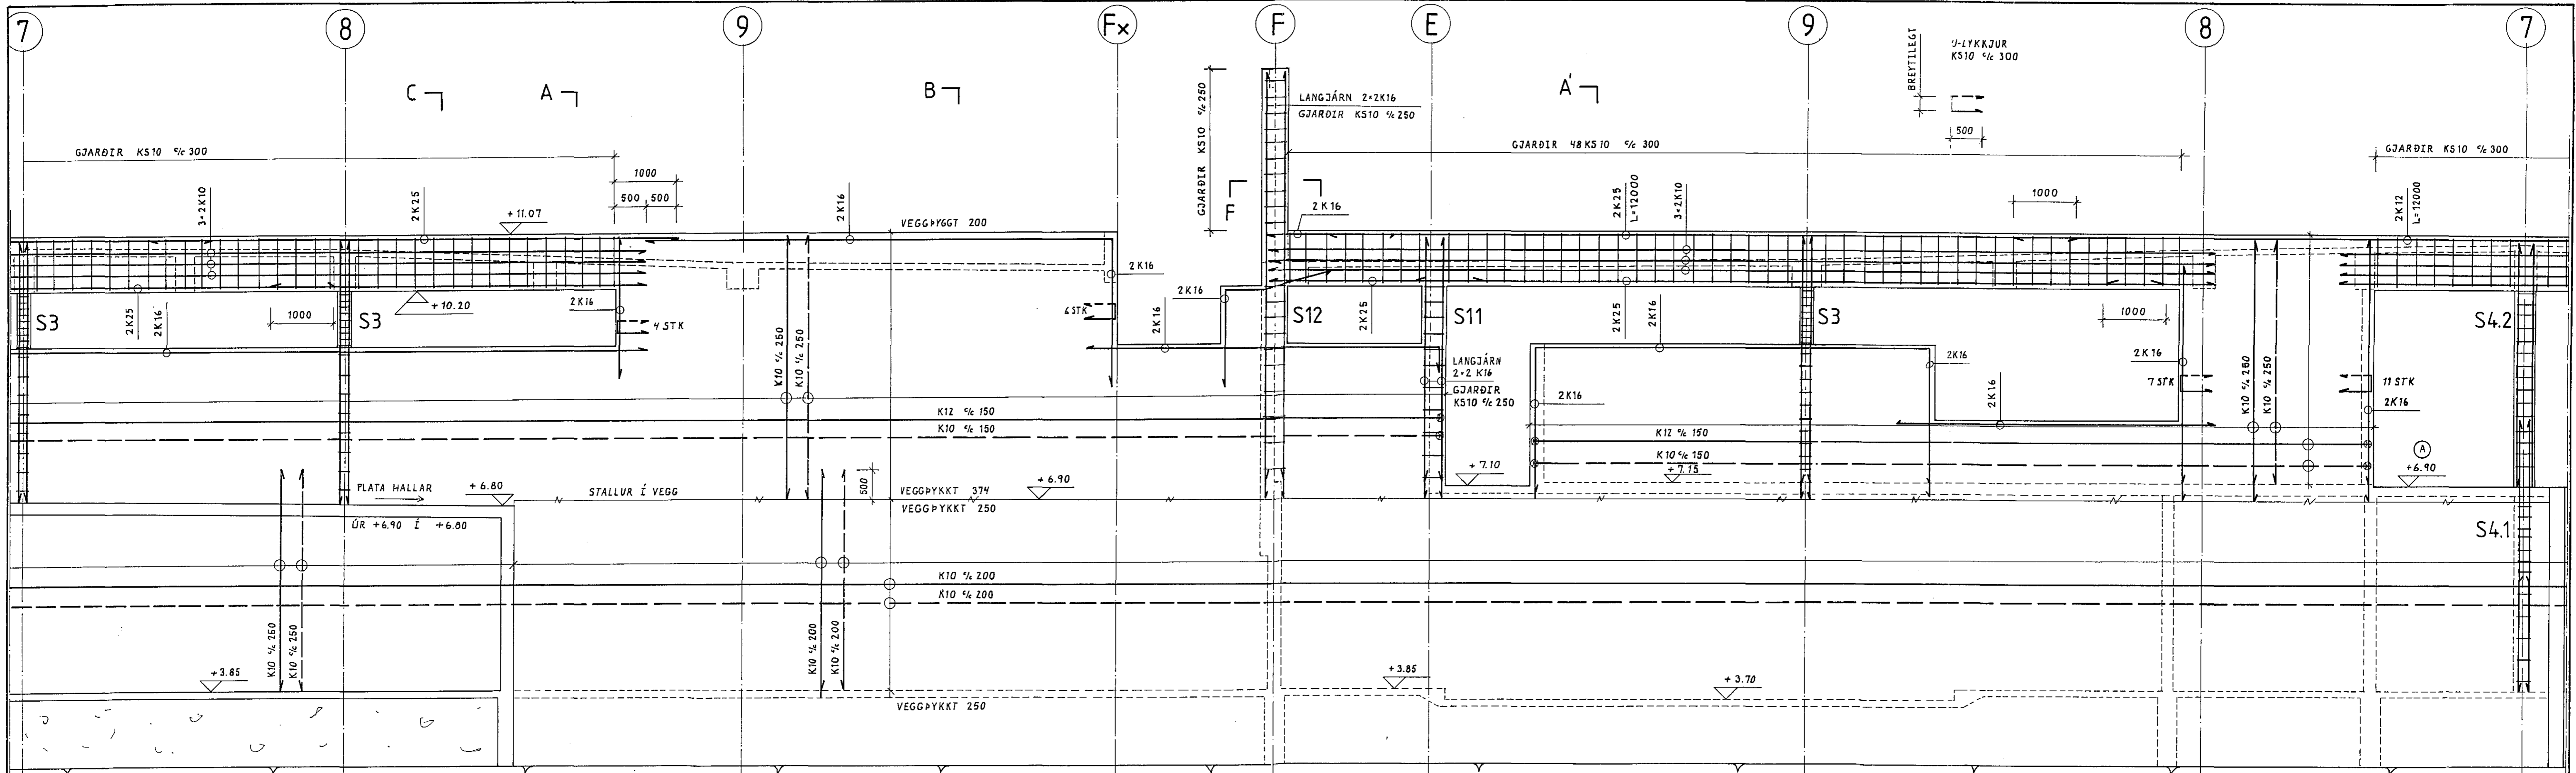 7
8
9
Fx
F
E
9
8
7
C
A
B
A'
GJARÐIR KS10 c/c 250
LANGJÁRN 2×2K16
GJARÐIR KS10 c/c 250
BREYTILEGT
U-LYKKJUR
KS10 c/c 300
500
GJARÐIR KS10 c/c 300
GJARÐIR 48 KS10 c/c 300
GJARÐIR KS10 c/c 300
1000
500 500
3×2K10
2K25
+11.07
2K16
VEGGÞYGGT 200
F
2K16
2K25
L=12000
3×2K10
1000
2K12
L=12000
S3
2K25
2K16
1000
S3
+10.20
2K16
4 STK
K10 c/c 250
K10 c/c 250
2K16
6 STK
2K16
2K16
S12
2K25
S11
2K25
2K16
S3
1000
S4.2
LANGJÁRN
2×2 K16
GJARÐIR
KS10 c/c 250
2K16
2K16
2K16
2K16
7 STK
K10 c/c 250
K10 c/c 250
11 STK
2K16
K12 c/c 150
K10 c/c 150
K12 c/c 150
K10 c/c 150
A
+6.90
+7.10
+7.15
PLATA HALLAR
ÚR +6.90 Í +6.80
+6.80
STALLUR Í VEGG
500
VEGGÞYKKT 374
VEGGÞYKKT 250
+6.90
S4.1
K10 c/c 200
K10 c/c 200
K10 c/c 250
K10 c/c 250
K10 c/c 200
K10 c/c 200
+3.85
+3.85
+3.70
VEGGÞYKKT 250